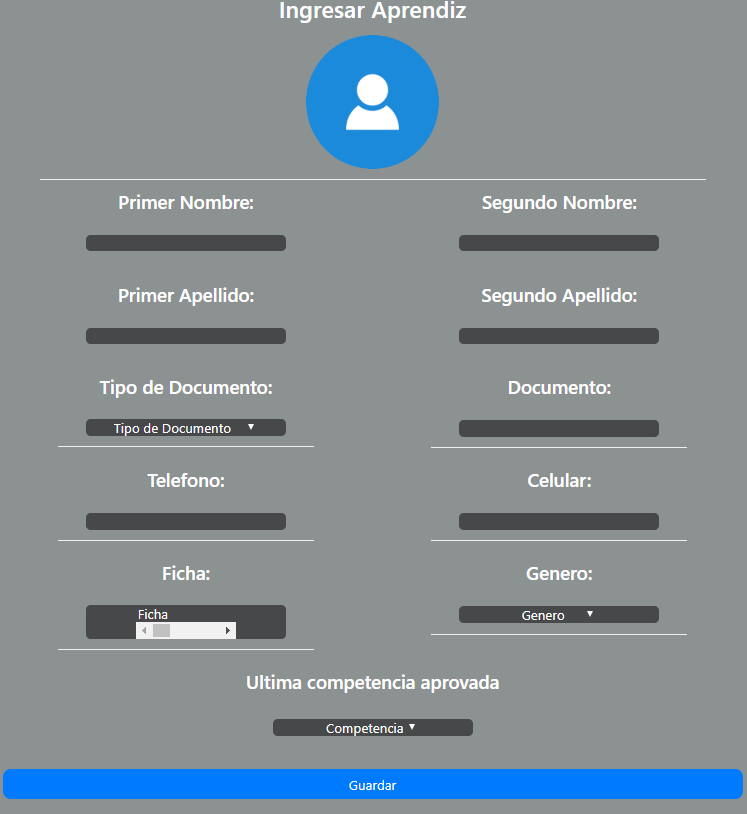 Ingresar Aprendiz
Primer Nombre:
Segundo Nombre:
Primer Apellido:
Segundo Apellido:
Tipo de Documento:
Documento:
Tipo de Documento
Telefono:
Celular:
Ficha:
Genero:
Ficha
Genero
Ultima competencia aprovada
Competencia
Guardar